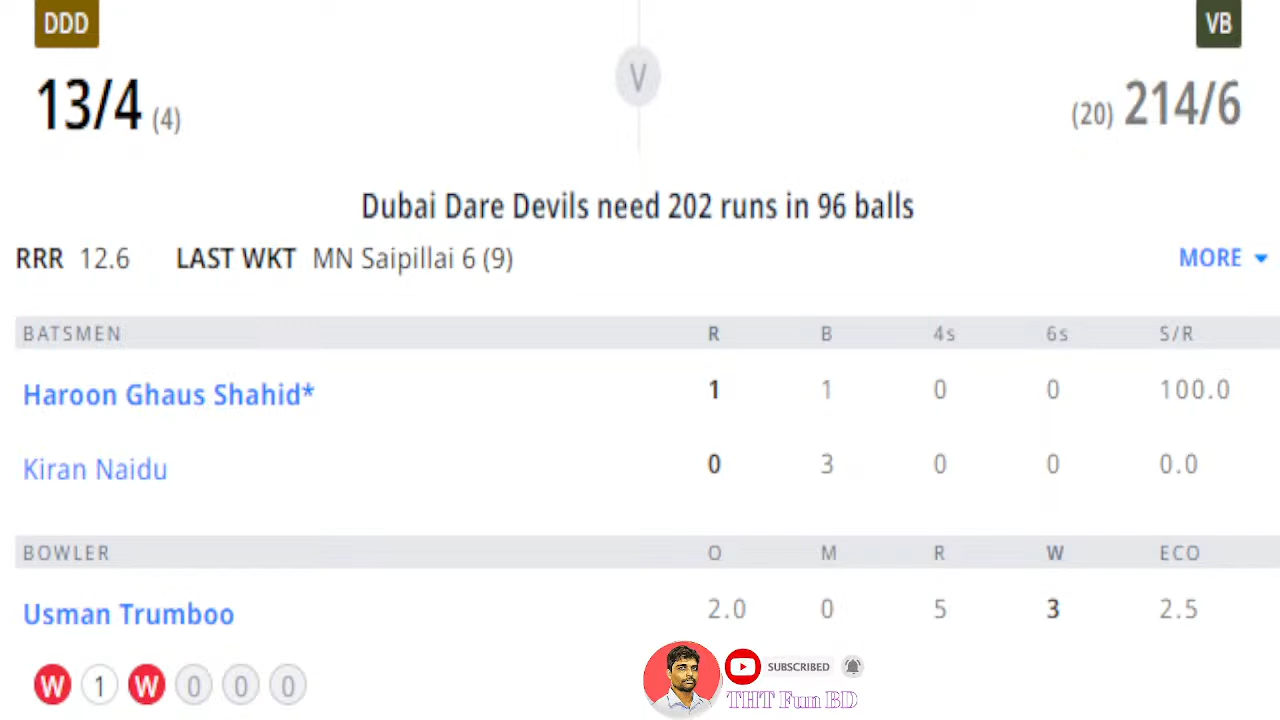 DDD VB
13/4 (4) V (20) 214/6
Dubai Dare Devils need 202 runs in 96 balls
RRR 12.6 LAST WKT MN Saipillai 6 (9) MORE
BATSMEN R B 4s 6s S/R
Haroon Ghaus Shahid* 1 1 0 0 100.0
Kiran Naidu 0 3 0 0 0.0
BOWLER O M R W ECO
Usman Trumboo 2.0 0 5 3 2.5
W 1 W 0 0 0
SUBSCRIBED
THT Fun BD